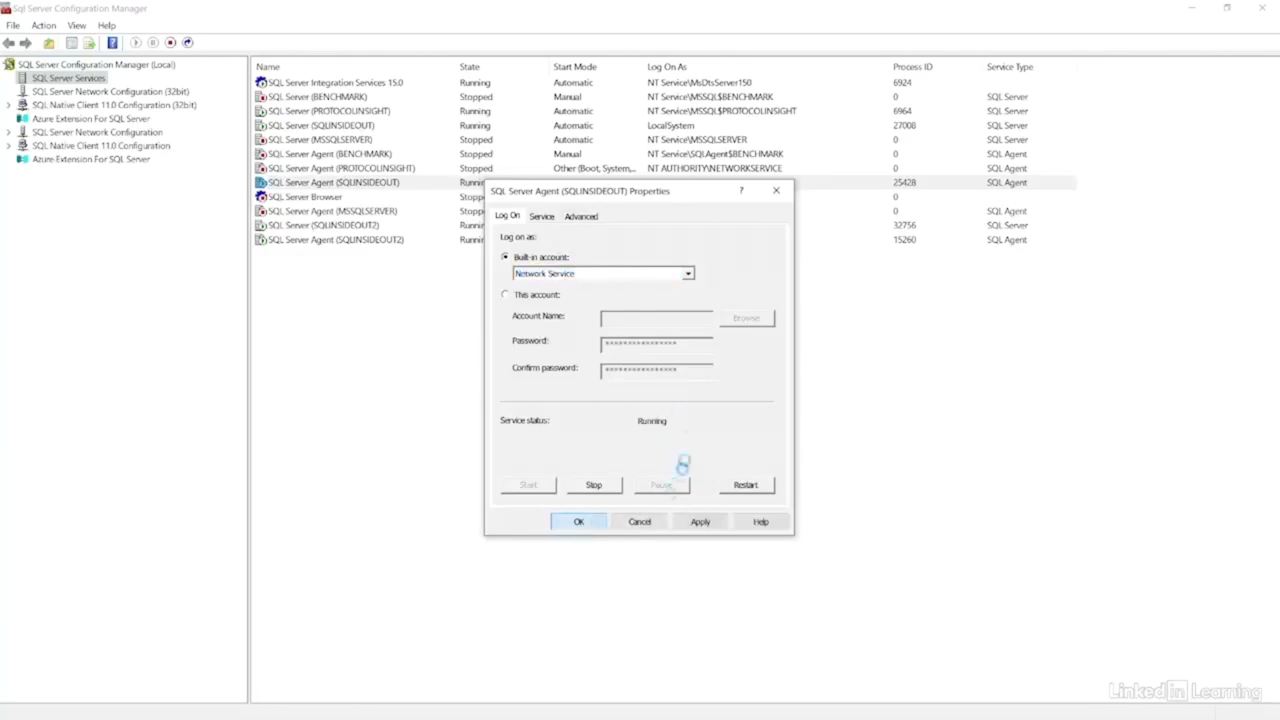 Sql Server Configuration Manager
File Action View Help
SQL Server Configuration Manager (Local)
SQL Server Services
SQL Server Network Configuration (32bit)
SQL Native Client 11.0 Configuration (32bit)
Azure Extension For SQL Server
SQL Server Network Configuration
SQL Native Client 11.0 Configuration
Azure Extension For SQL Server
Name State Start Mode Log On As Process ID Service Type
SQL Server Integration Services 15.0 Running Automatic NT Service\MsDtsServer150 6924
SQL Server (BENCHMARK) Stopped Manual NT Service\MSSQL$BENCHMARK 0 SQL Server
SQL Server (PROTOCOLINSIGHT) Running Automatic NT Service\MSSQL$PROTOCOLINSIGHT 6964 SQL Server
SQL Server (SQLINSIDEOUT) Running Automatic LocalSystem 27008 SQL Server
SQL Server (MSSQLSERVER) Stopped Automatic NT Service\MSSQLSERVER 0 SQL Server
SQL Server Agent (BENCHMARK) Stopped Manual NT Service\SQLAgent$BENCHMARK 0 SQL Agent
SQL Server Agent (PROTOCOLINSIGHT) Stopped Other (Boot, System,... NT AUTHORITY\NETWORKSERVICE 0 SQL Agent
SQL Server Agent (SQLINSIDEOUT) Runnin 25428 SQL Agent
SQL Server Browser Stopp 0
SQL Server Agent (MSSQLSERVER) Stopp 0 SQL Agent
SQL Server (SQLINSIDEOUT2) Runnin 32756 SQL Server
SQL Server Agent (SQLINSIDEOUT2) Runnin 15260 SQL Agent
SQL Server Agent (SQLINSIDEOUT) Properties ?
Log On Service Advanced
Log on as:
Built-in account:
Network Service
This account:
Account Name: Browse
Password: ***************
Confirm password: ***************
Service status: Running
Start Stop Pause Restart
OK Cancel Apply Help
Linked in Learning